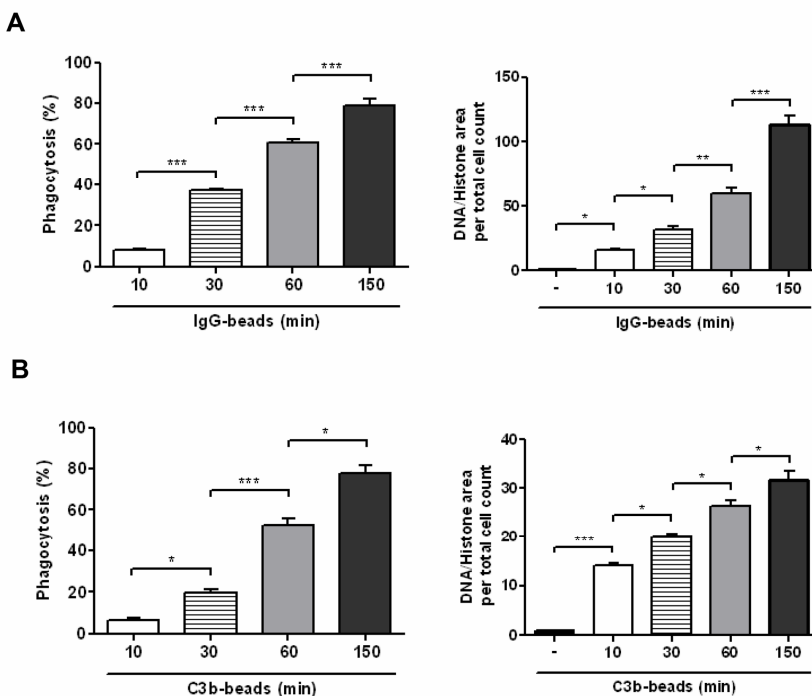 A
Phagocytosis (%)
100
80
60
40
20
0
***
***
***
10 30 60 150
IgG-beads (min)
DNA/Histone area
per total cell count
150
100
50
0
*
*
**
***
- 10 30 60 150
IgG-beads (min)
B
Phagocytosis (%)
100
80
60
40
20
0
*
***
*
10 30 60 150
C3b-beads (min)
DNA/Histone area
per total cell count
40
30
20
10
0
***
*
*
*
- 10 30 60 150
C3b-beads (min)